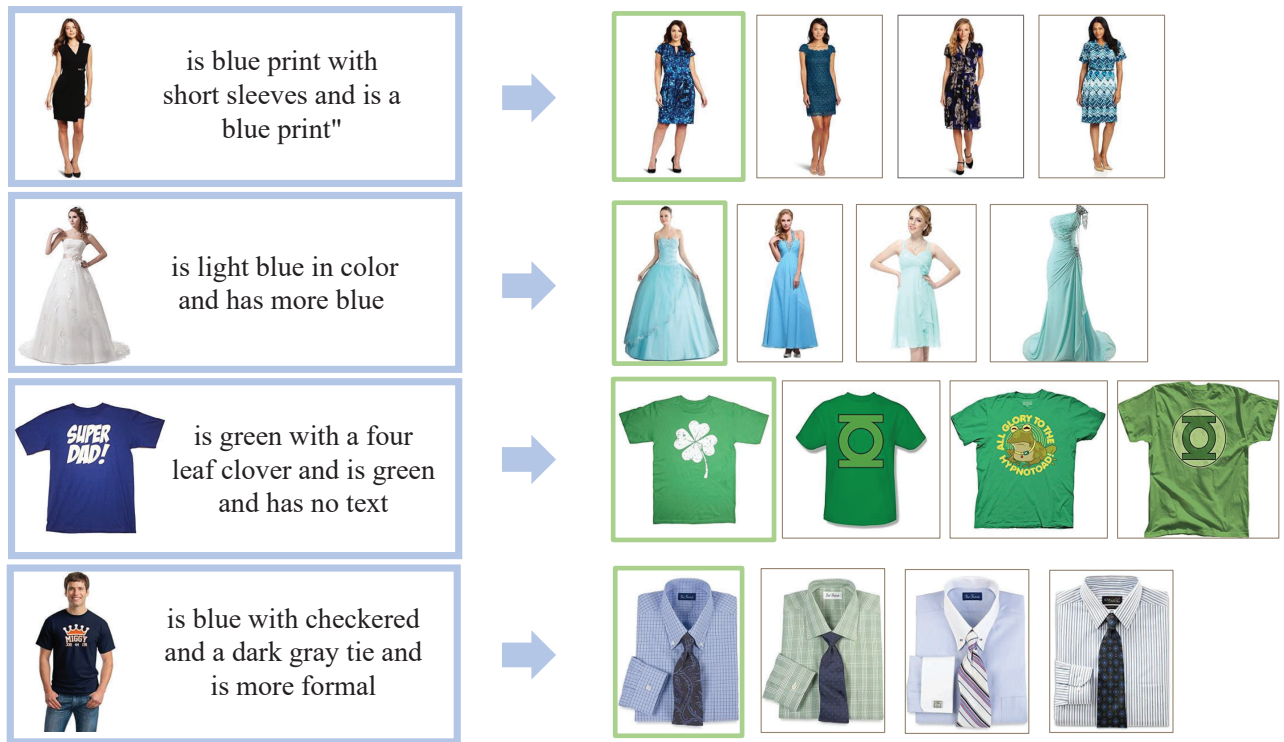 is blue print with
short sleeves and is a
blue print"
is light blue in color
and has more blue
SUPER
DAD!
is green with a four
leaf clover and is green
and has no text
ALL GLORY TO THE
HYPNOTOAD!
MIGGY
is blue with checkered
and a dark gray tie and
is more formal